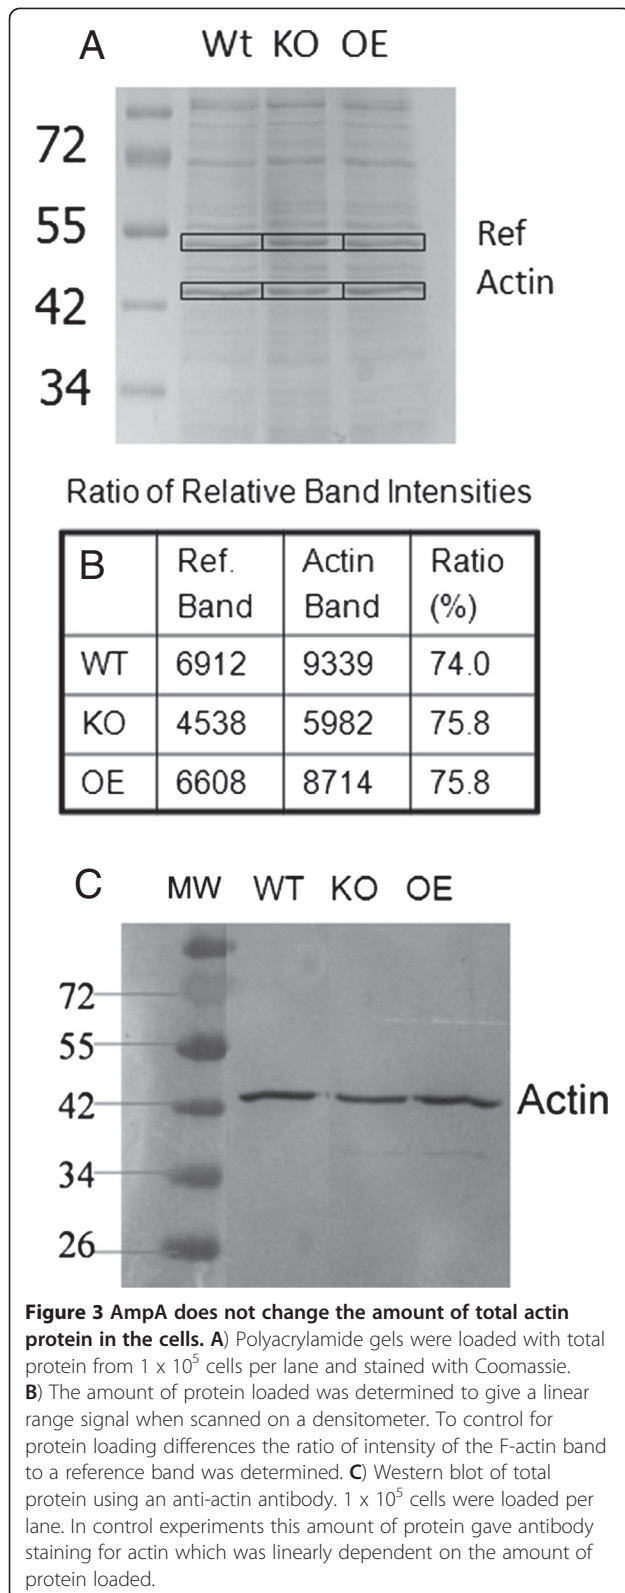 A Wt KO OE
72
55
Ref
Actin
42
34
Ratio of Relative Band Intensities
B Ref. Band Actin Band Ratio (%)
WT 6912 9339 74.0
KO 4538 5982 75.8
OE 6608 8714 75.8
C MW WT KO OE
72
55
42 Actin
34
26
Figure 3 AmpA does not change the amount of total actin
protein in the cells. A) Polyacrylamide gels were loaded with total
protein from 1 x 10⁵ cells per lane and stained with Coomassie.
B) The amount of protein loaded was determined to give a linear
range signal when scanned on a densitometer. To control for
protein loading differences the ratio of intensity of the F-actin band
to a reference band was determined. C) Western blot of total
protein using an anti-actin antibody. 1 x 10⁵ cells were loaded per
lane. In control experiments this amount of protein gave antibody
staining for actin which was linearly dependent on the amount of
protein loaded.